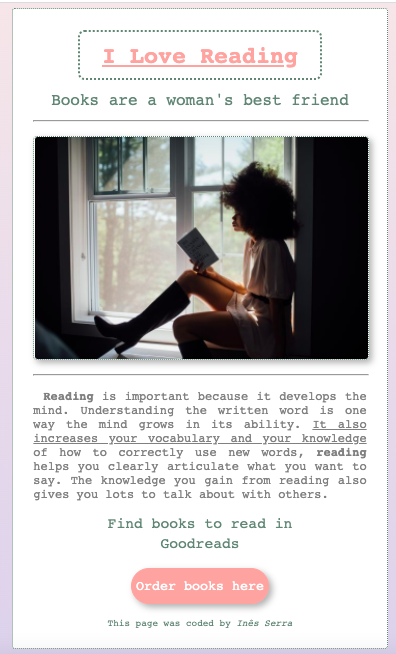 I Love Reading
Books are a woman's best friend
Reading is important because it develops the
mind. Understanding the written word is one
way the mind grows in its ability. It also
increases your vocabulary and your knowledge
of how to correctly use new words, reading
helps you clearly articulate what you want to
say. The knowledge you gain from reading also
gives you lots to talk about with others.
Find books to read in
Goodreads
Order books here
This page was coded by Inês Serra